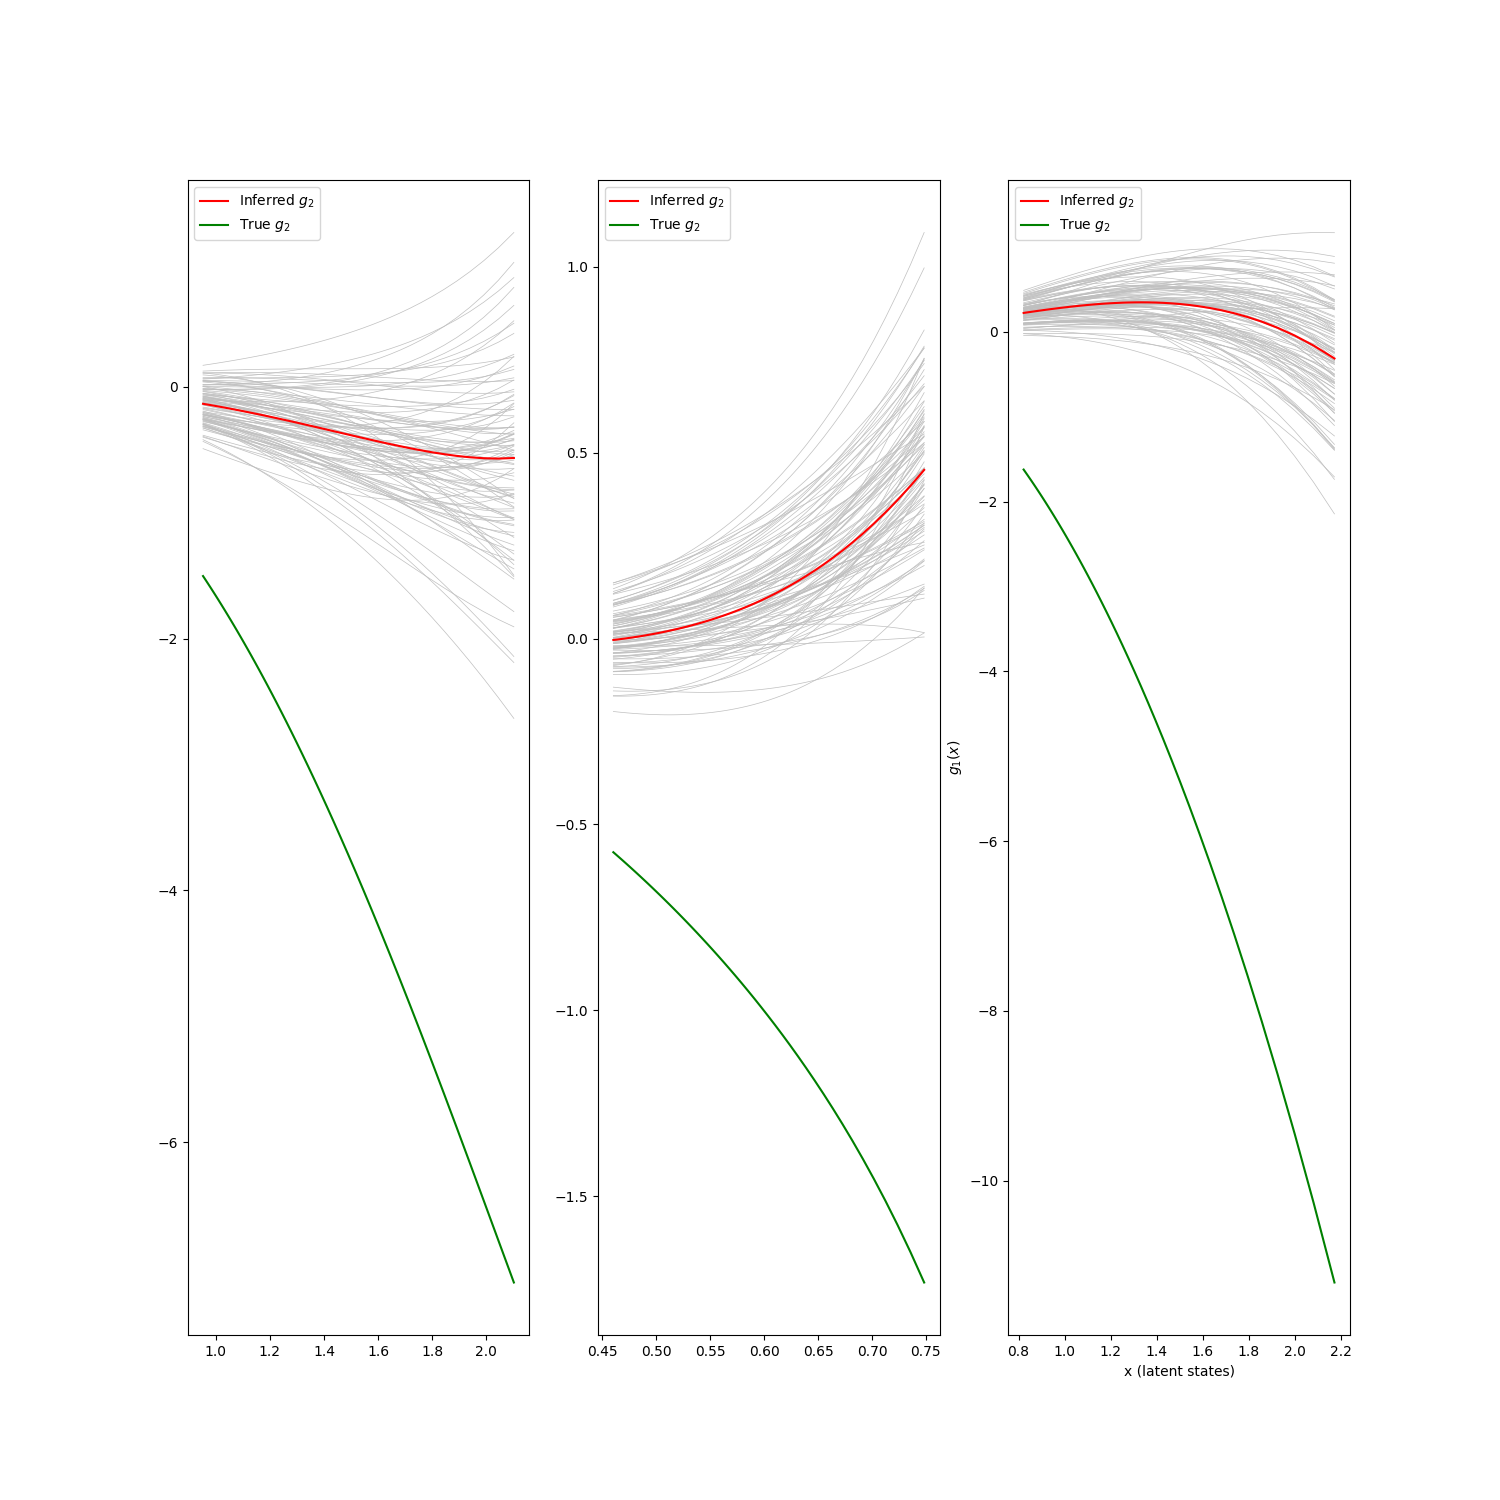 Inferred g₂
True g₂
0
−2
−4
−6
1.0 1.2 1.4 1.6 1.8 2.0
Inferred g₂
True g₂
1.0
0.5
0.0
−0.5
−1.0
−1.5
0.45 0.50 0.55 0.60 0.65 0.70 0.75
g₁(x)
Inferred g₂
True g₂
0
−2
−4
−6
−8
−10
0.8 1.0 1.2 1.4 1.6 1.8 2.0 2.2
x (latent states)